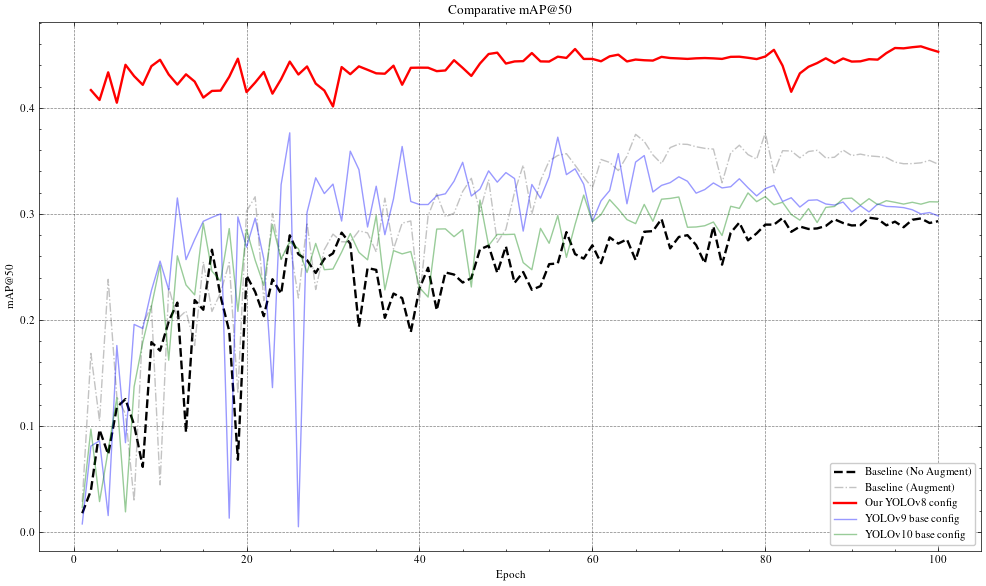 Comparative mAP@50
mAP@50
0.4
0.3
0.2
0.1
0.0
0
20
40
60
80
100
Epoch
Baseline (No Augment)
Baseline (Augment)
Our YOLOv8 config
YOLOv9 base config
YOLOv10 base config